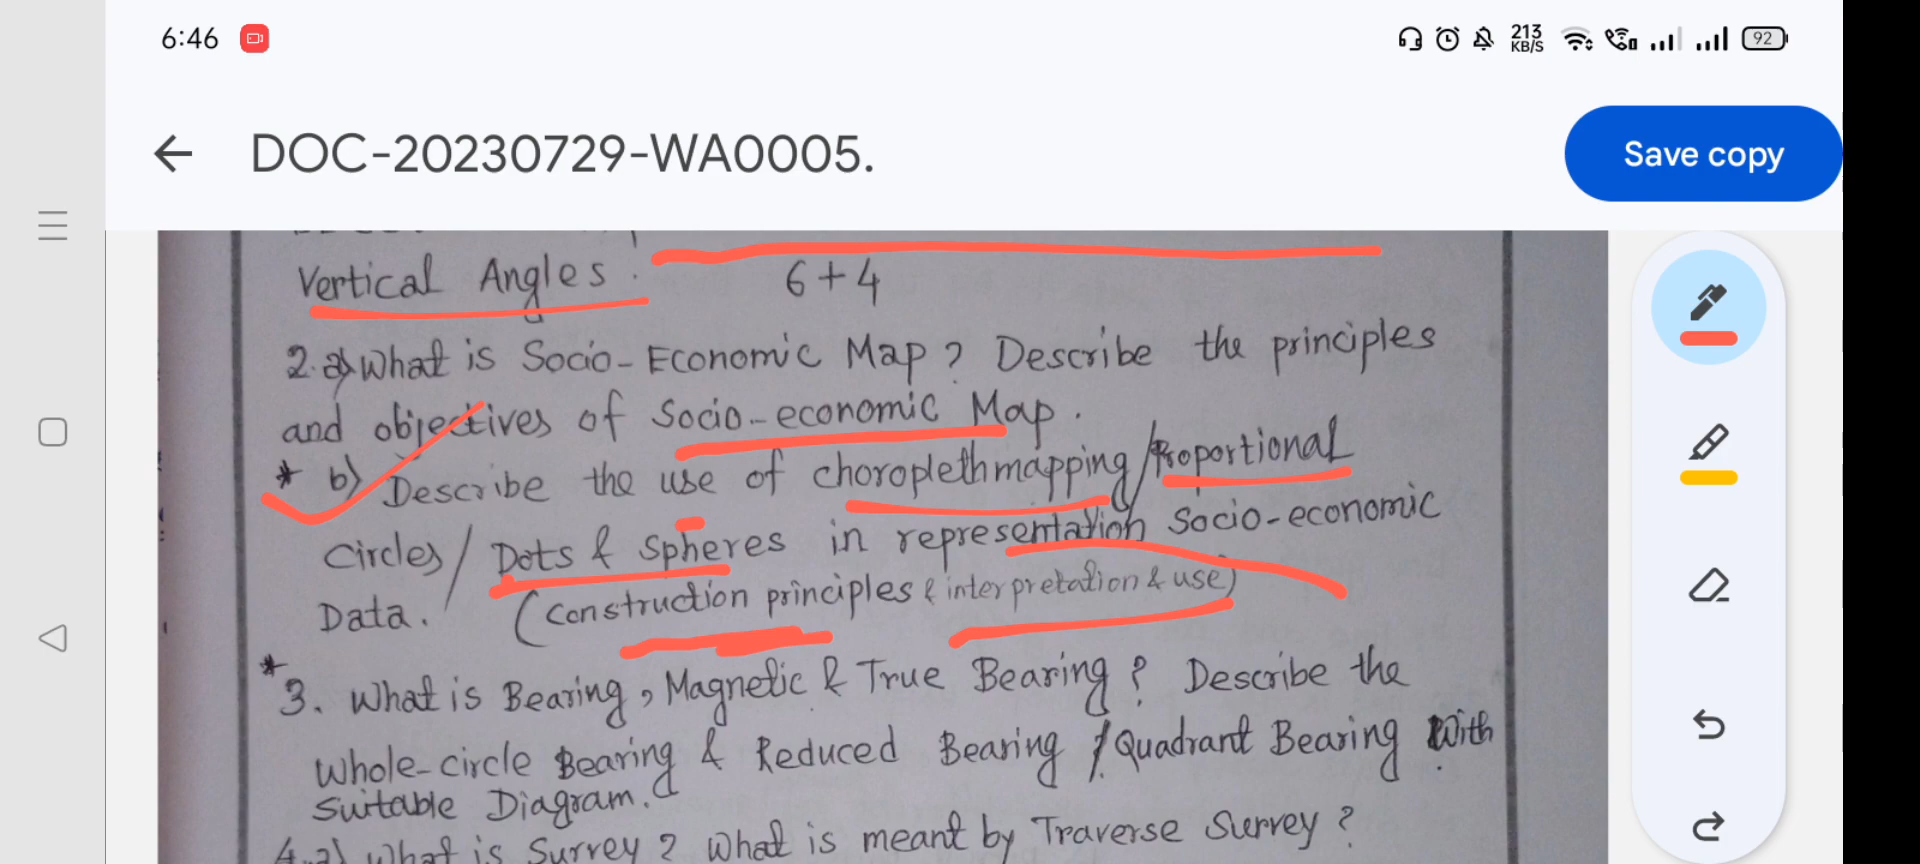 6:46
213 KB/S
92
DOC-20230729-WA0005.
Save copy
Vertical Angles. 6+4
2.a) What is Socio-Economic Map? Describe the principles
and objectives of Socio-economic Map.
* b) Describe the use of choropleth mapping/Proportional
Circles/ Dots & Spheres in representation Socio-economic
Data. (Construction principles & interpretation & use)
* 3. What is Bearing, Magnetic & True Bearing? Describe the
Whole-circle Bearing & Reduced Bearing / Quadrant Bearing with
Suitable Diagram.
4.a) What is Survey? What is meant by Traverse Survey?